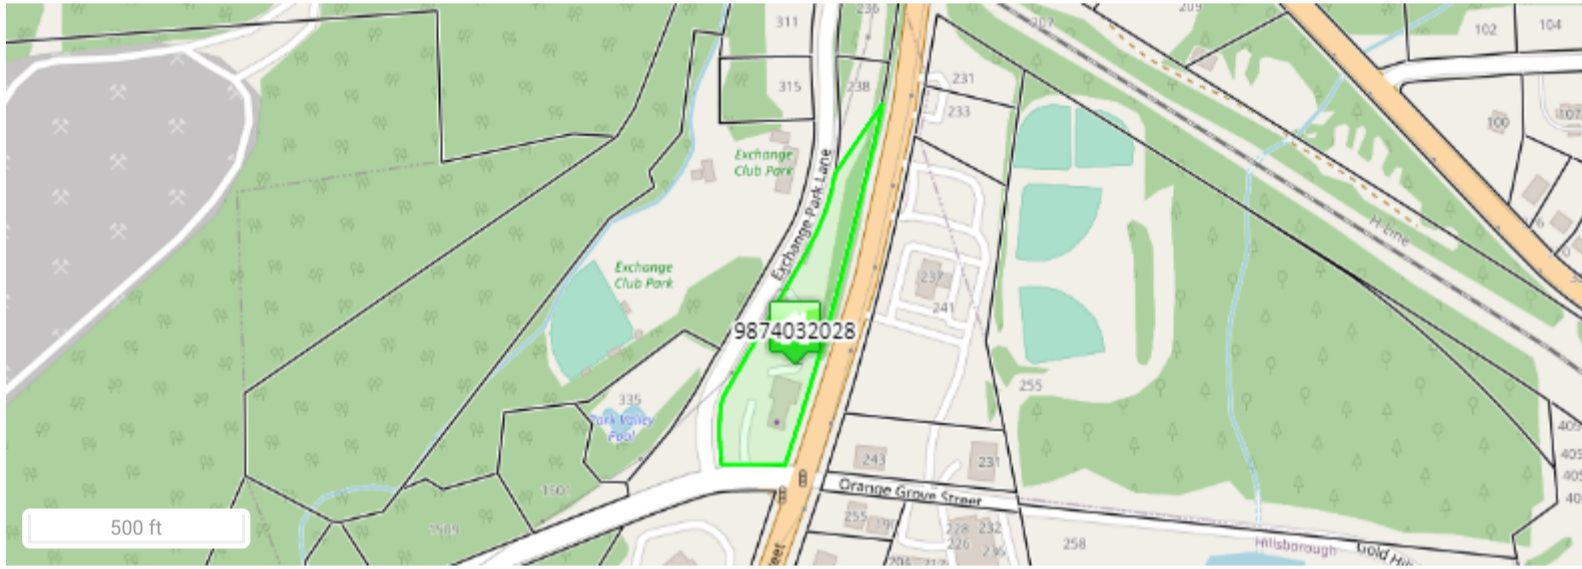 236
311
207
209
102
104
315
238
231
233
100
107
Exchange
Club Park
Exchange Park Lane
H-Line
Exchange
Club Park
237
241
9874032028
255
335
Park Valley
Pool
243
231
1501
1509
Orange Grove Street
255
190
228
226
232
236
258
Hillsborough
Gold Hil
405
405
500 ft